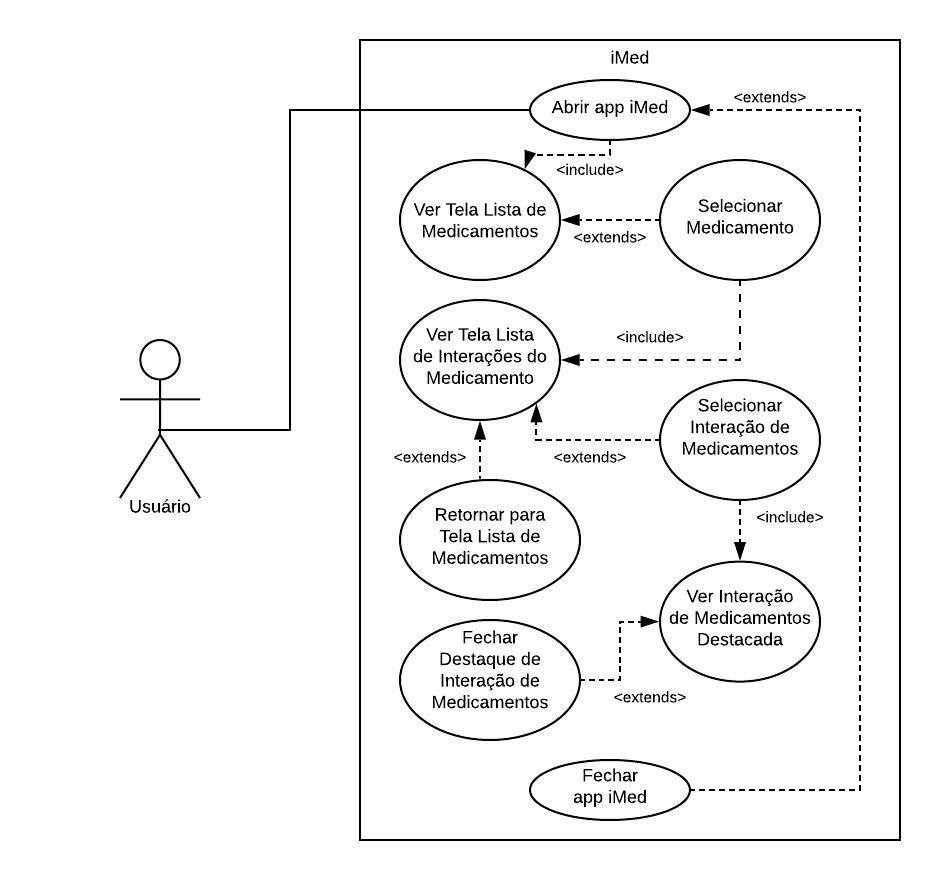 iMed
Abrir app iMed
<extends>
<include>
Ver Tela Lista de
Medicamentos
<extends>
Selecionar
Medicamento
Ver Tela Lista
de Interações do
Medicamento
<include>
Selecionar
Interação de
Medicamentos
<extends>
<extends>
Usuário
Retornar para
Tela Lista de
Medicamentos
<include>
Ver Interação
de Medicamentos
Destacada
Fechar
Destaque de
Interação de
Medicamentos
<extends>
Fechar
app iMed